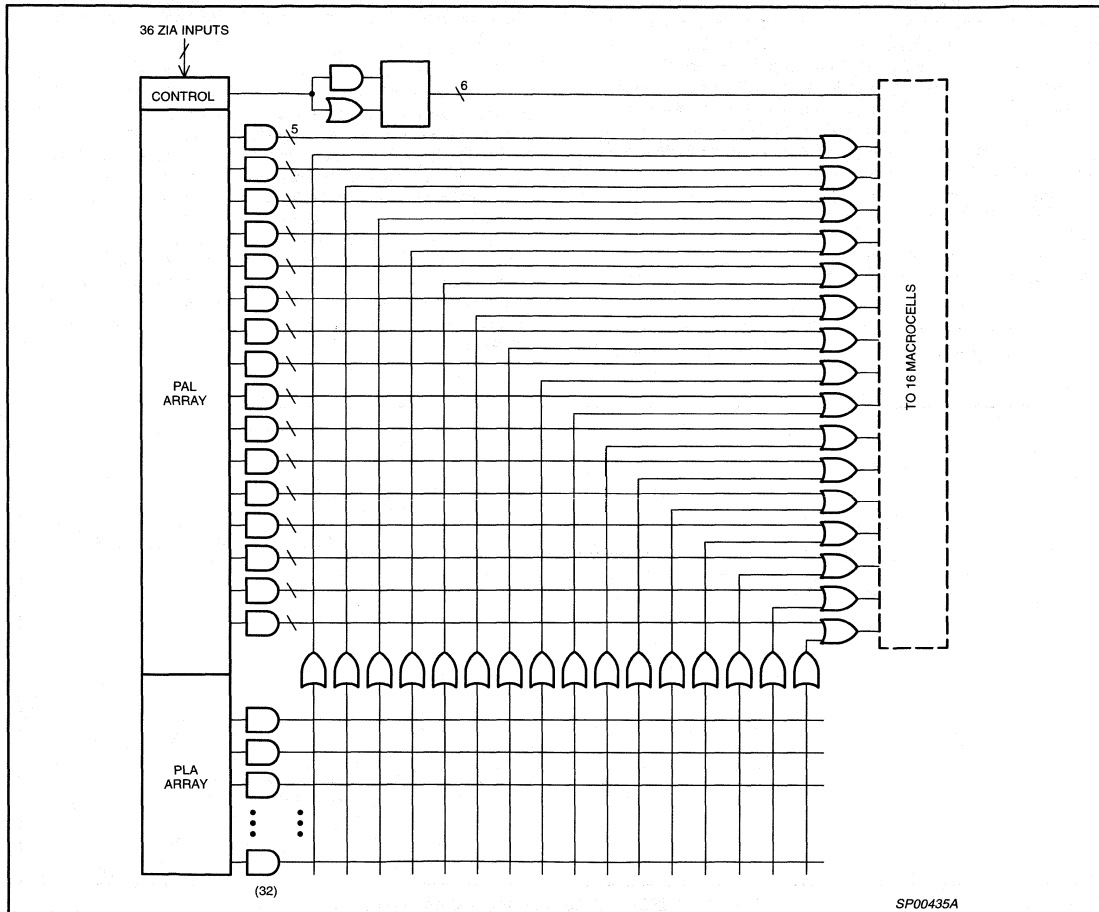 36 ZIA INPUTS
CONTROL
6
5
PAL
ARRAY
TO 16 MACROCELLS
PLA
ARRAY
(32)
SP00435A